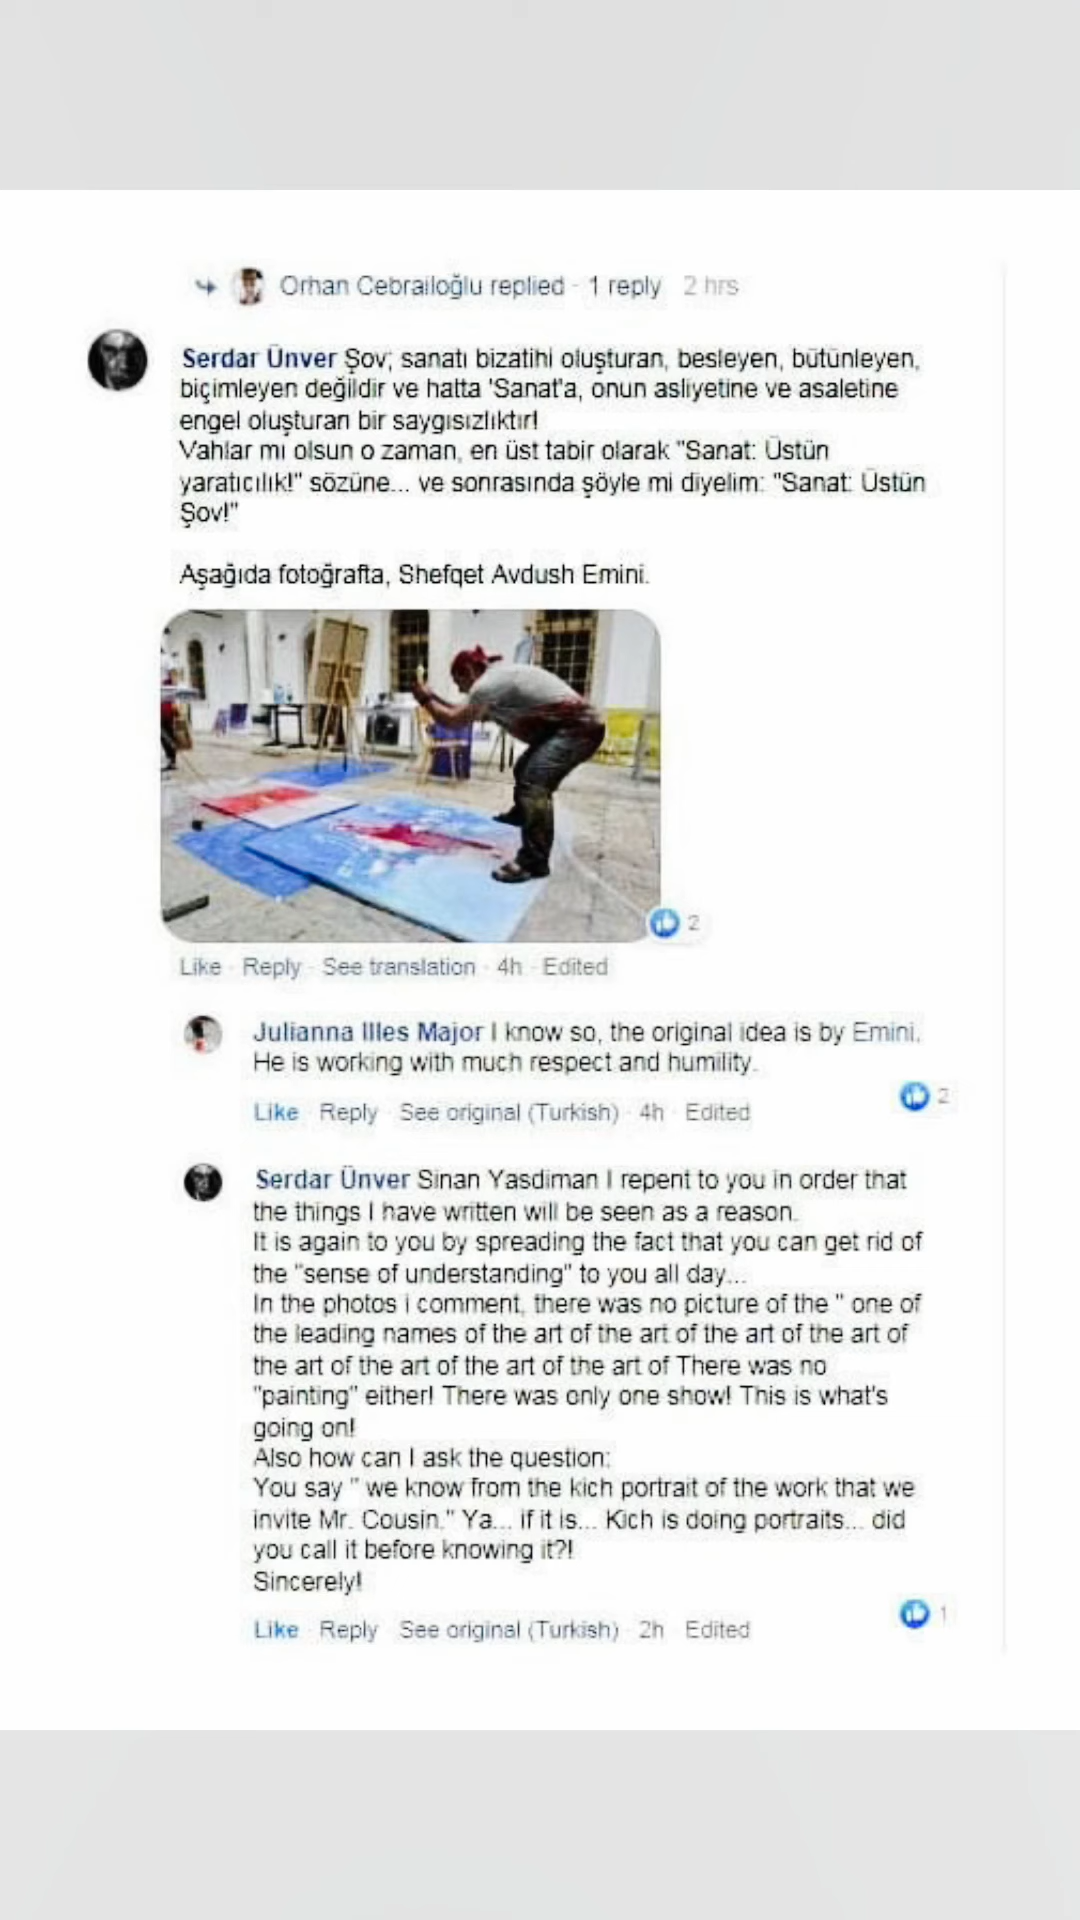 Orhan Cebrailoğlu replied · 1 reply 2 hrs
Serdar Ünver Şov; sanatı bizatihi oluşturan, besleyen, bütünleyen,
biçimleyen değildir ve hatta 'Sanat'a, onun asliyetine ve asaletine
engel oluşturan bir saygısızlıktır!
Vahlar mı olsun o zaman, en üst tabir olarak "Sanat: Üstün
yaratıcılık!" sözüne... ve sonrasında şöyle mi diyelim: "Sanat: Üstün
Şov!"
Aşağıda fotoğrafta, Shefqet Avdush Emini.
2
Like · Reply · See translation · 4h · Edited
Julianna Illes Major I know so, the original idea is by Emini.
He is working with much respect and humility.
2
Like · Reply · See original (Turkish) · 4h · Edited
Serdar Ünver Sinan Yasdiman I repent to you in order that
the things I have written will be seen as a reason.
It is again to you by spreading the fact that you can get rid of
the "sense of understanding" to you all day...
In the photos i comment, there was no picture of the " one of
the leading names of the art of the art of the art of the art of
the art of the art of the art of the art of There was no
"painting" either! There was only one show! This is what's
going on!
Also how can I ask the question:
You say " we know from the kich portrait of the work that we
invite Mr. Cousin." Ya... if it is... Kich is doing portraits... did
you call it before knowing it?!
Sincerely!
1
Like · Reply · See original (Turkish) · 2h · Edited